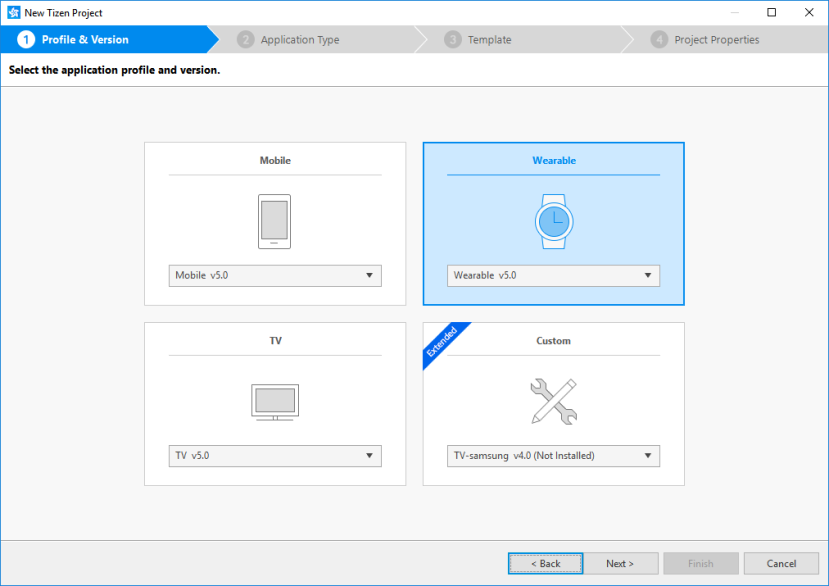 New Tizen Project
1 Profile & Version
2 Application Type
3 Template
4 Project Properties
Select the application profile and version.
Mobile
Mobile v5.0
Wearable
Wearable v5.0
TV
TV v5.0
Extended
Custom
TV-samsung v4.0 (Not Installed)
< Back
Next >
Finish
Cancel